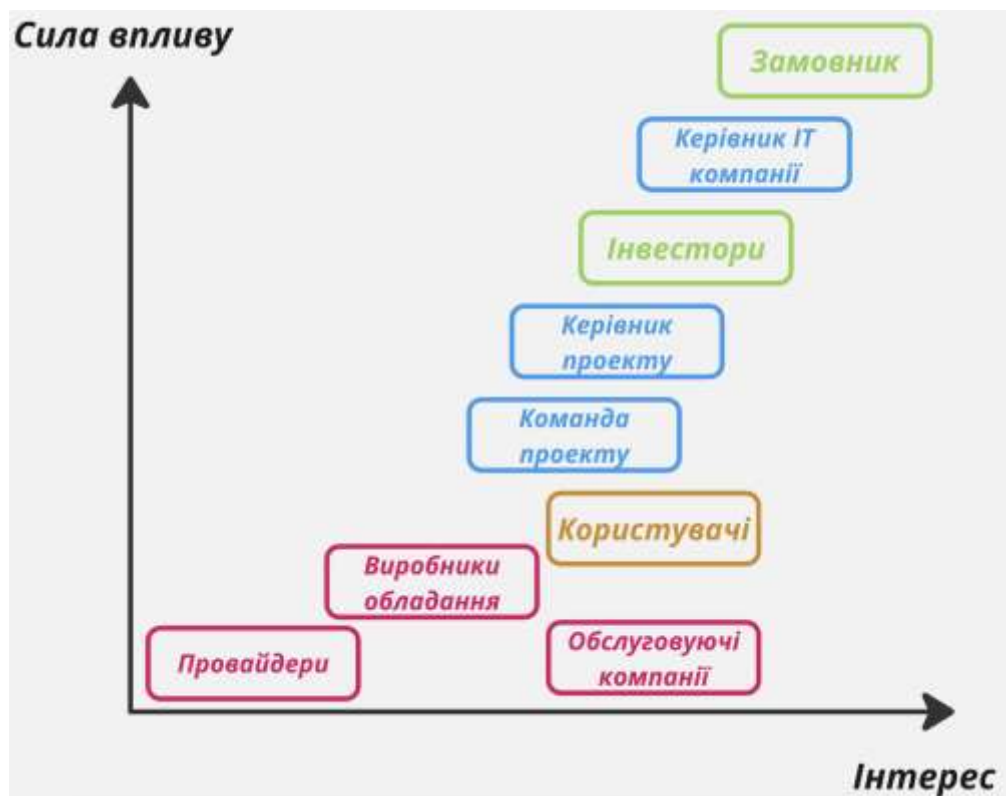 Сила впливу
Замовник
Керівник ІТ
компанії
Інвестори
Керівник
проекту
Команда
проекту
Користувачі
Виробники
обладання
Обслуговуючі
компанії
Провайдери
Інтерес